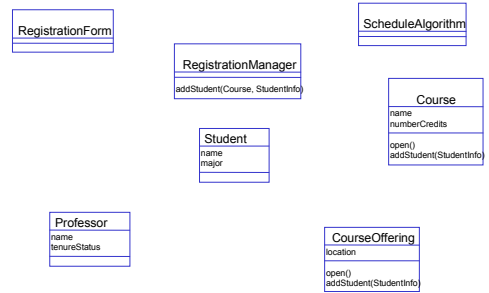 RegistrationForm
ScheduleAlgorithm
RegistrationManager
addStudent(Course, StudentInfo)
Course
name
numberCredits
open()
addStudent(StudentInfo)
Student
name
major
Professor
name
tenureStatus
CourseOffering
location
open()
addStudent(StudentInfo)